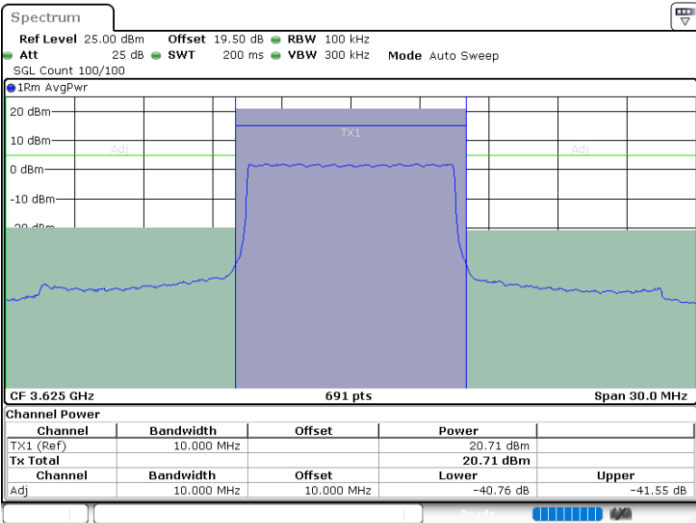 Spectrum
Ref Level 25.00 dBm Offset 19.50 dB RBW 100 kHz
Att 25 dB SWT 200 ms VBW 300 kHz Mode Auto Sweep
SGL Count 100/100
1Rm AvgPwr
20 dBm
TX1
10 dBm
Adj Adj
0 dBm
-10 dBm
-20 dBm
CF 3.625 GHz 691 pts Span 30.0 MHz
Channel Power
Channel Bandwidth Offset Power
TX1 (Ref) 10.000 MHz 20.71 dBm
Tx Total 20.71 dBm
Channel Bandwidth Offset Lower Upper
Adj 10.000 MHz 10.000 MHz -40.76 dB -41.55 dB
Ready